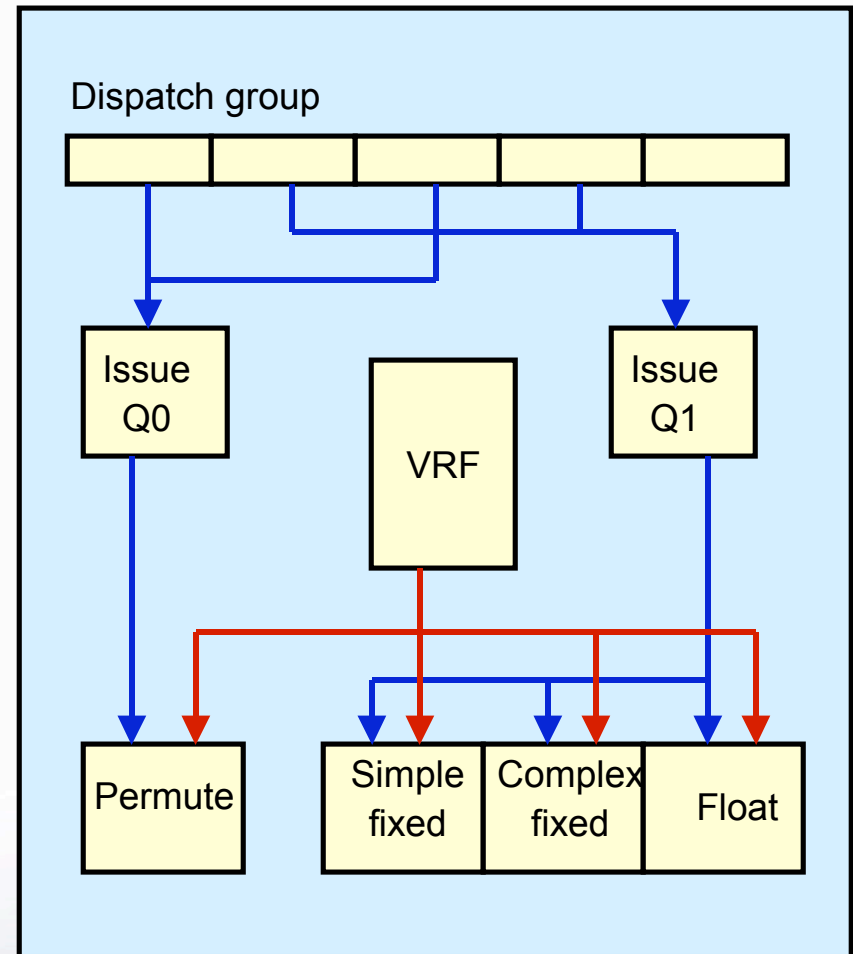 Dispatch group
Issue
Q0
VRF
Issue
Q1
Permute
Simple
fixed
Complex
fixed
Float